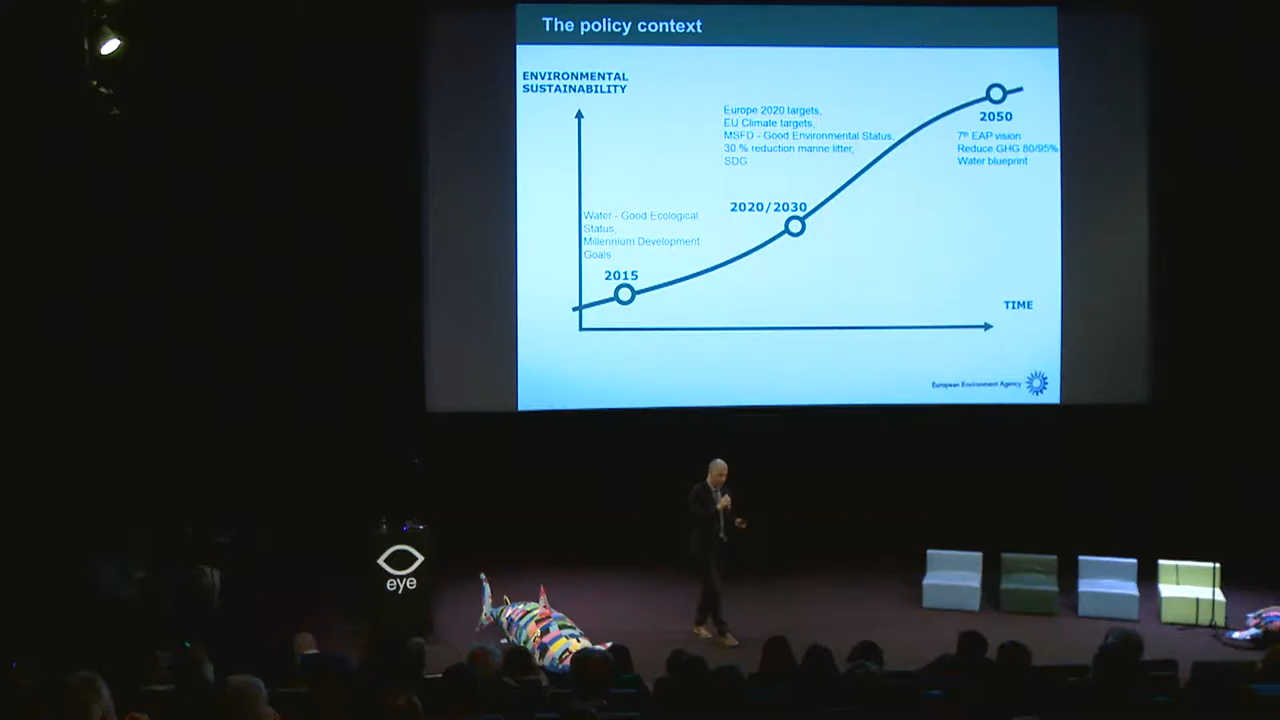 The policy context
ENVIRONMENTAL
SUSTAINABILITY
Europe 2020 targets,
EU Climate targets,
MSFD - Good Environmental Status,
30 % reduction marine litter,
SDG
2050
7th EAP vision
Reduce GHG 80/95%
Water blueprint
2020/2030
Water - Good Ecological
Status,
Millennium Development
Goals
2015
TIME
European Environment Agency
eye